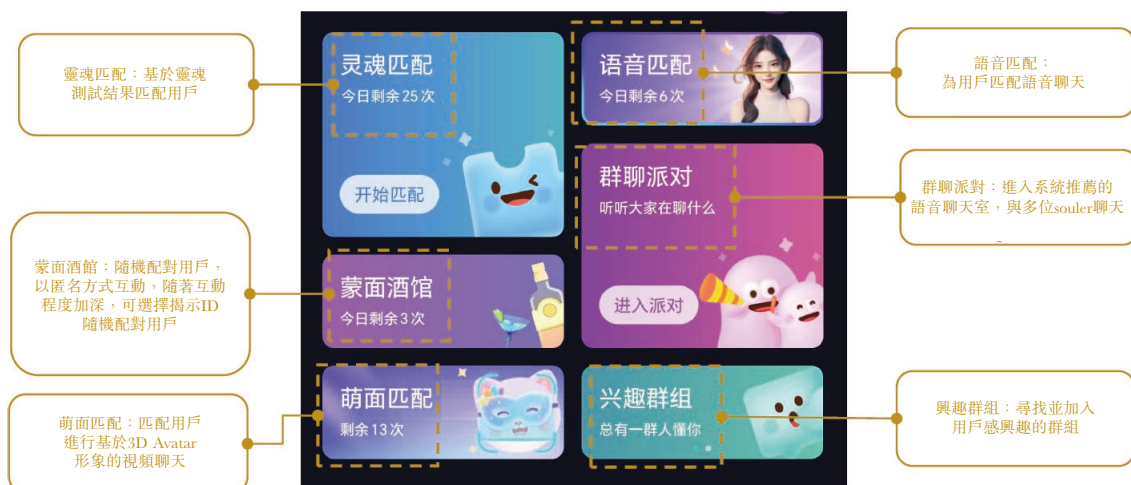 靈魂匹配：基於靈魂
測試結果匹配用戶
灵魂匹配
今日剩余25次
开始匹配
语音匹配
今日剩余6次
語音匹配：
為用戶匹配語音聊天
群聊派对
听听大家在聊什么
进入派对
群聊派對：進入系統推薦的
語音聊天室，與多位souler聊天
蒙面酒館：隨機配對用戶，
以匿名方式互動，隨著互動
程度加深，可選擇揭示ID
隨機配對用戶
蒙面酒馆
今日剩余3次
萌面匹配：匹配用戶
進行基於3D Avatar
形象的視頻聊天
萌面匹配
剩余13次
兴趣群组
总有一群人懂你
興趣群組：尋找並加入
用戶感興趣的群組